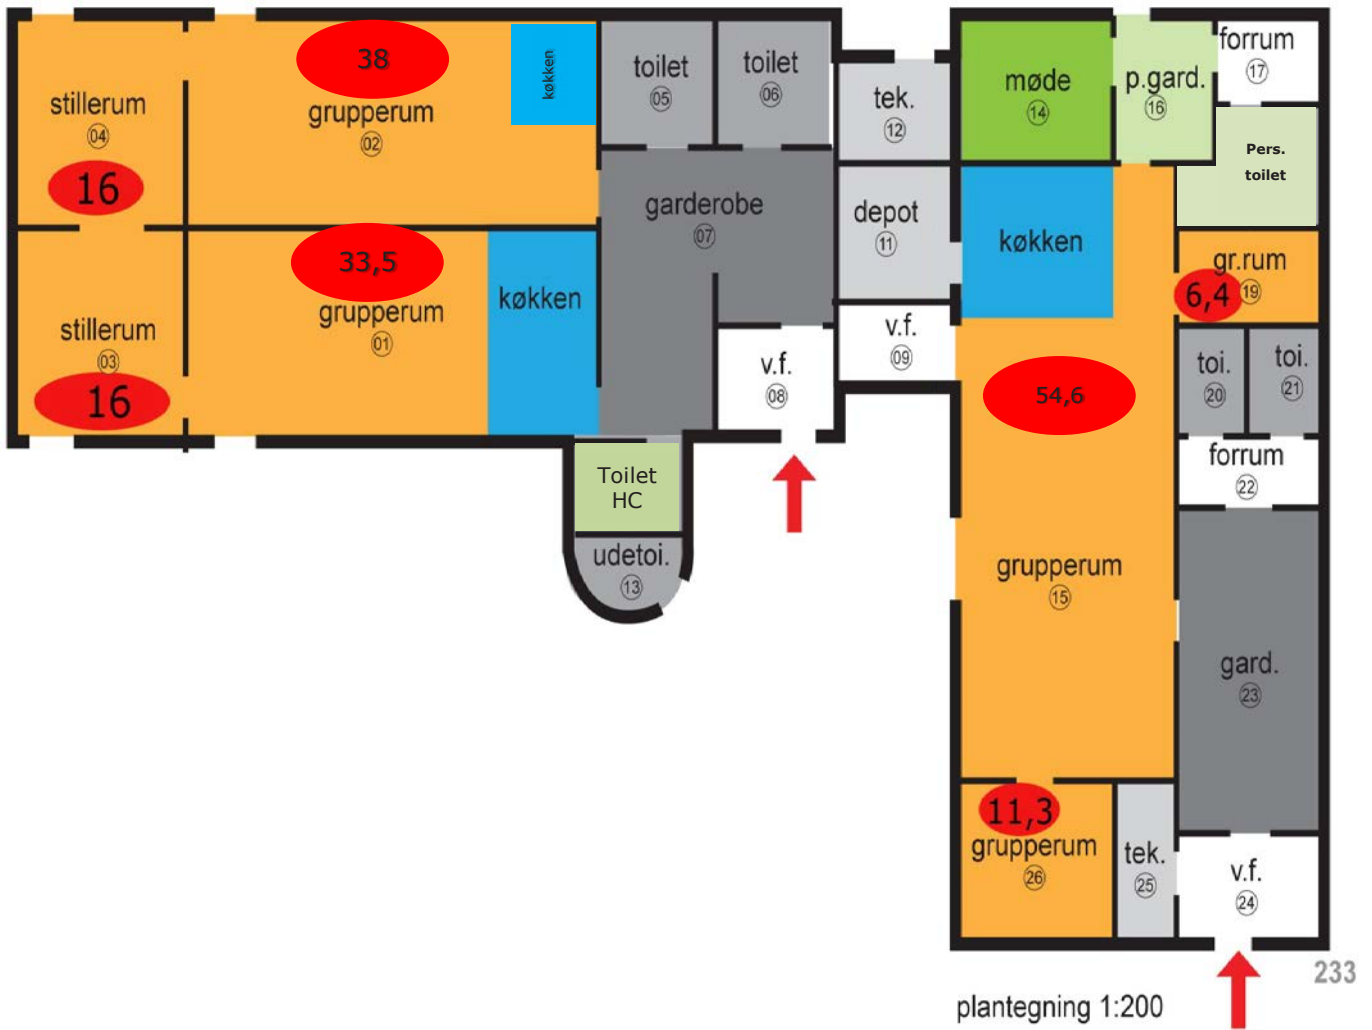 38
køkken
grupperum
02
stillerum
04
16
33,5
grupperum
01
køkken
stillerum
03
16
toilet
05
toilet
06
garderobe
07
v.f.
08
Toilet
HC
udetoi.
13
tek.
12
depot
11
v.f.
09
møde
14
p.gard.
16
forrum
17
Pers.
toilet
køkken
gr.rum
6,4
19
54,6
toi.
20
toi.
21
forrum
22
grupperum
15
gard.
23
11,3
grupperum
26
tek.
25
v.f.
24
233
plantegning 1:200